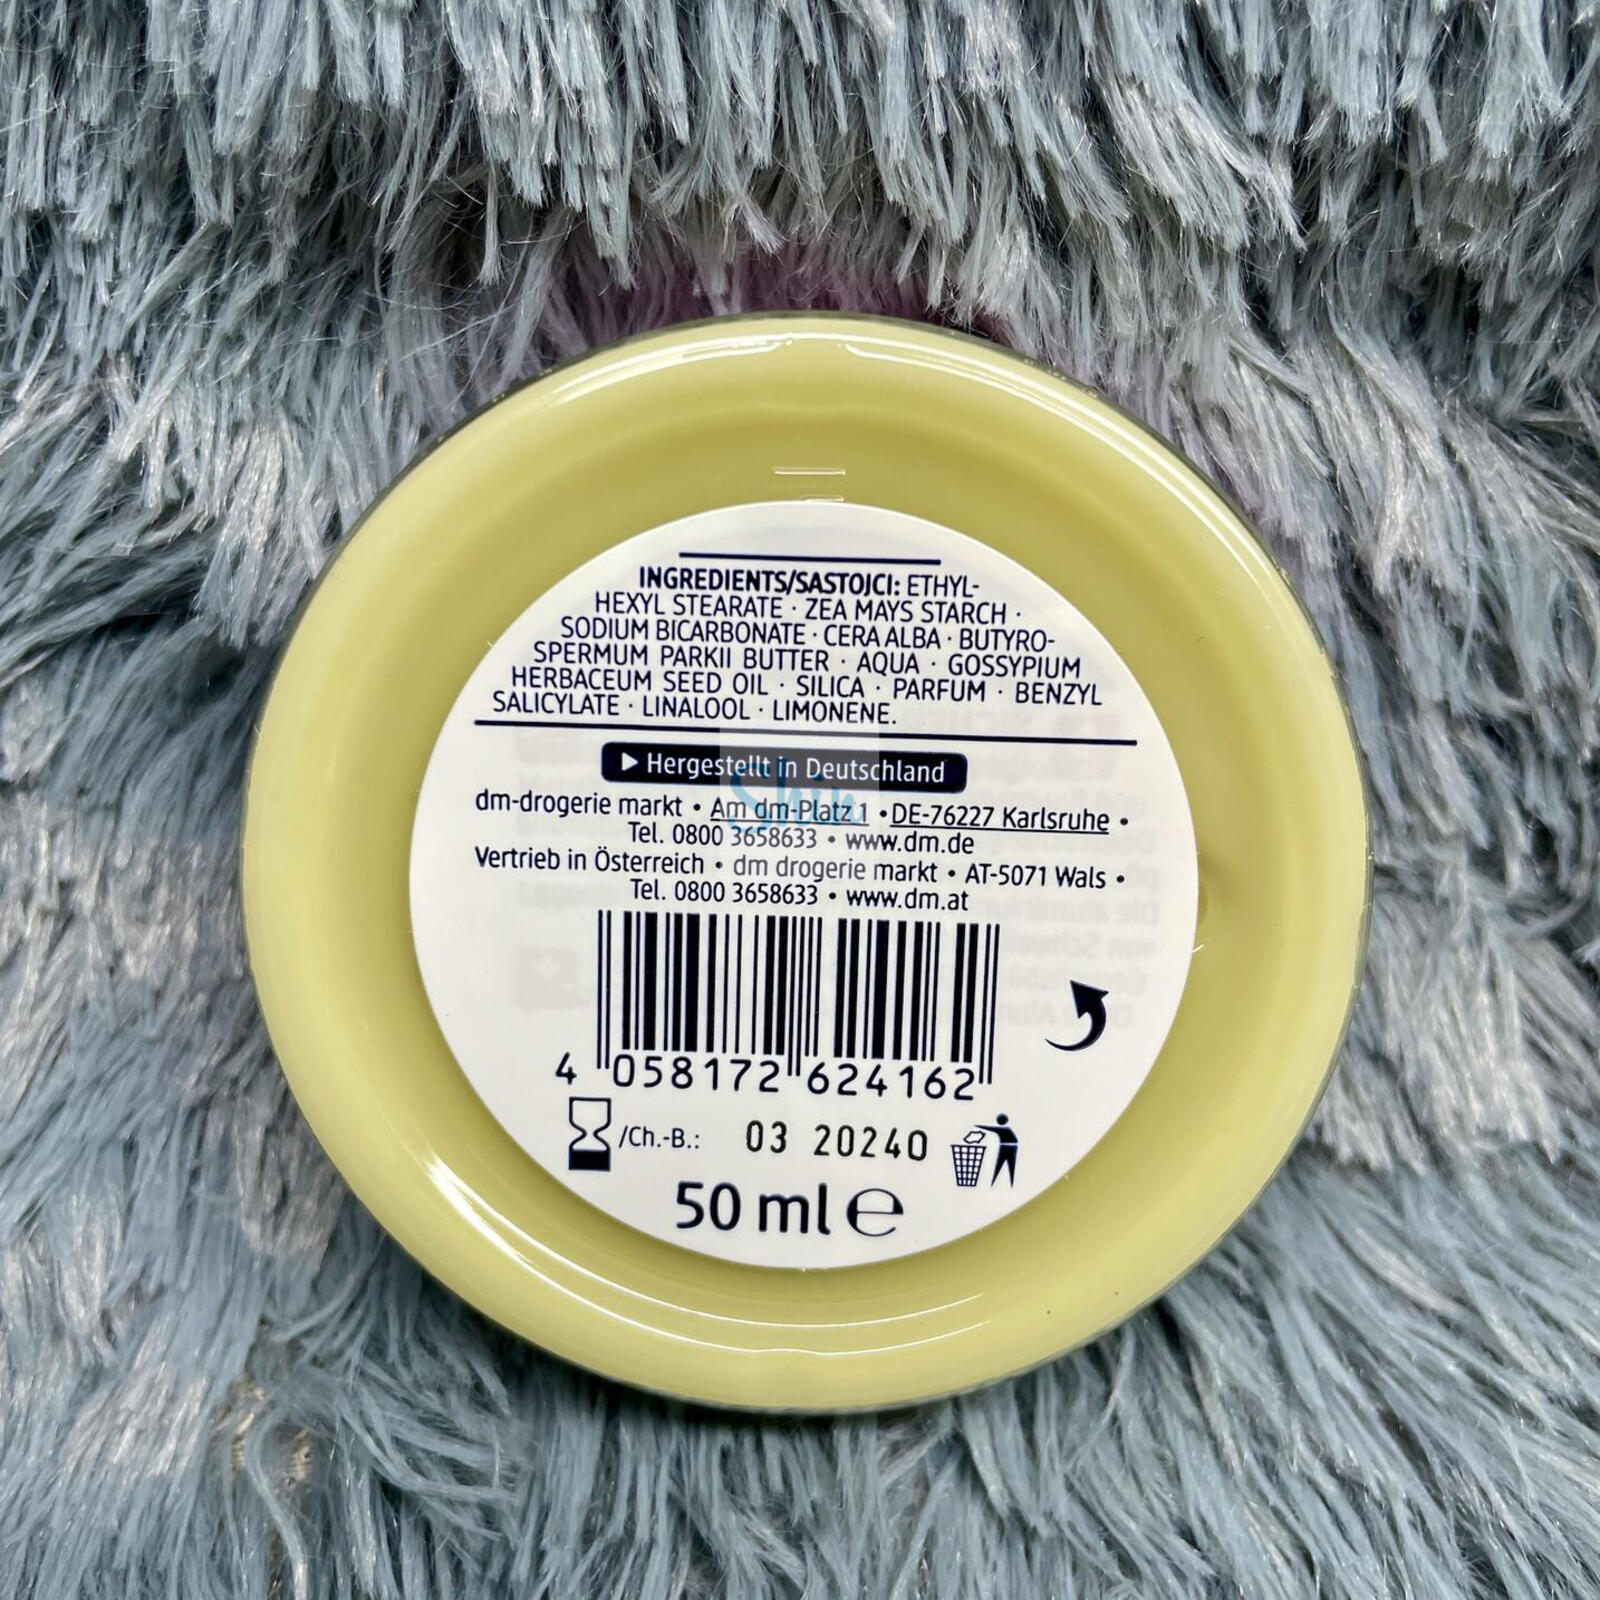 INGREDIENTS/SASTOJCI: ETHYL-
HEXYL STEARATE · ZEA MAYS STARCH ·
SODIUM BICARBONATE · CERA ALBA · BUTYRO-
SPERMUM PARKII BUTTER · AQUA · GOSSYPIUM
HERBACEUM SEED OIL · SILICA · PARFUM · BENZYL
SALICYLATE · LINALOOL · LIMONENE.
▶ Hergestellt in Deutschland
Shin
dm-drogerie markt • Am dm-Platz 1 • DE-76227 Karlsruhe •
Tel. 0800 3658633 • www.dm.de
Vertrieb in Österreich • dm drogerie markt • AT-5071 Wals •
Tel. 0800 3658633 • www.dm.at
4 058172 624162
/Ch.-B.: 03 20240
50 ml ℮